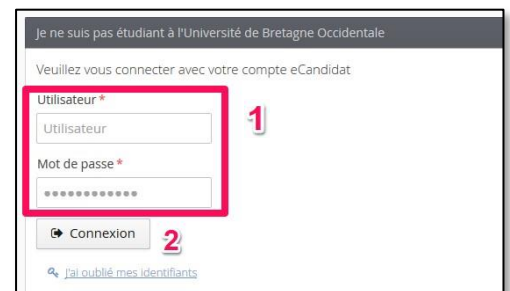 Je ne suis pas étudiant à l'Université de Bretagne Occidentale
Veuillez vous connecter avec votre compte eCandidat
Utilisateur *
1
Utilisateur
Mot de passe *
••••••••••••
Connexion
2
J'ai oublié mes identifiants